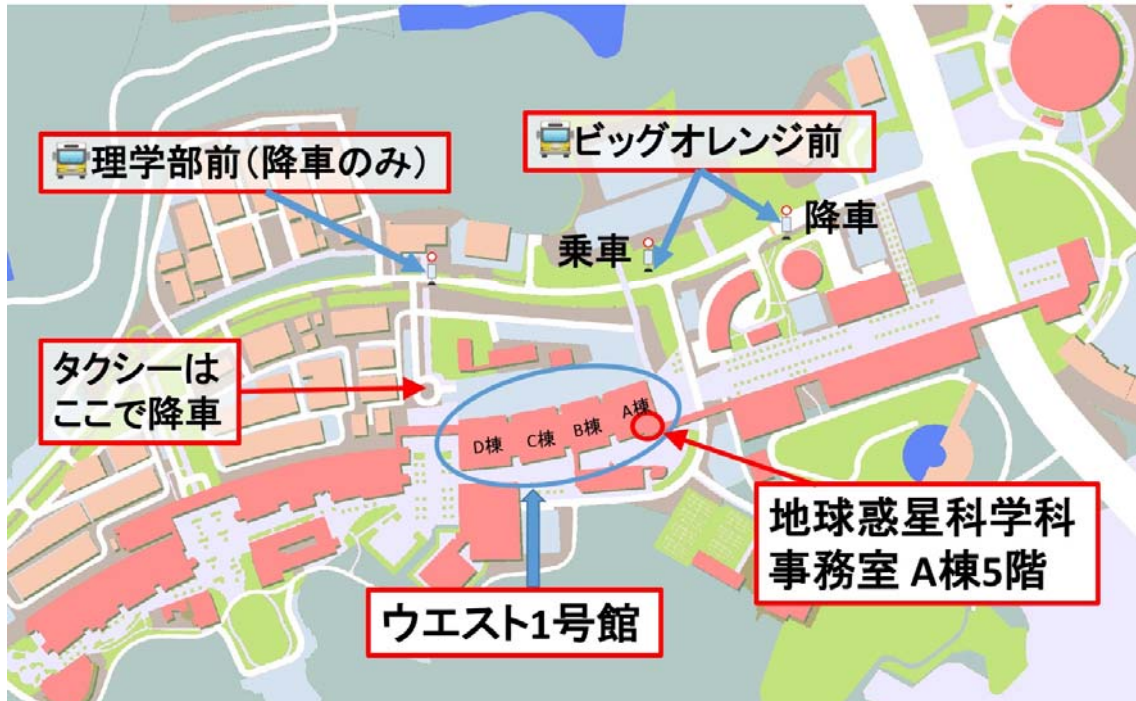 理学部前（降車のみ）
ビッグオレンジ前
乗車
降車
タクシーは
ここで降車
D棟
C棟
B棟
A棟
地球惑星科学科
事務室 A棟5階
ウエスト1号館